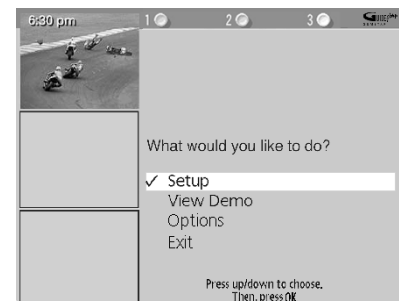 6:30 pm 1 2 3 GUIDE
What would you like to do?
✓ Setup
View Demo
Options
Exit
Press up/down to choose.
Then, press OK